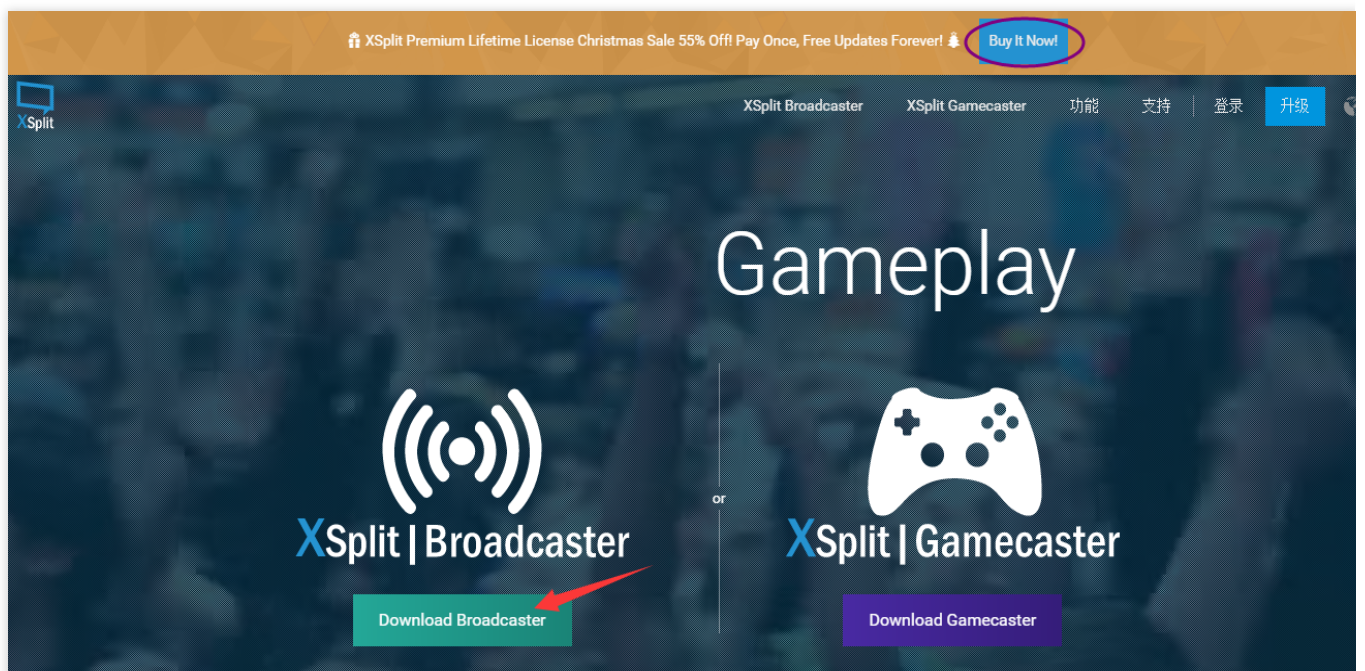 XSplit Premium Lifetime License Christmas Sale 55% Off! Pay Once, Free Updates Forever! Buy It Now!
XSplit
XSplit Broadcaster XSplit Gamecaster 功能 支持 登录 升级
Gameplay
or
XSplit | Broadcaster
XSplit | Gamecaster
Download Broadcaster
Download Gamecaster